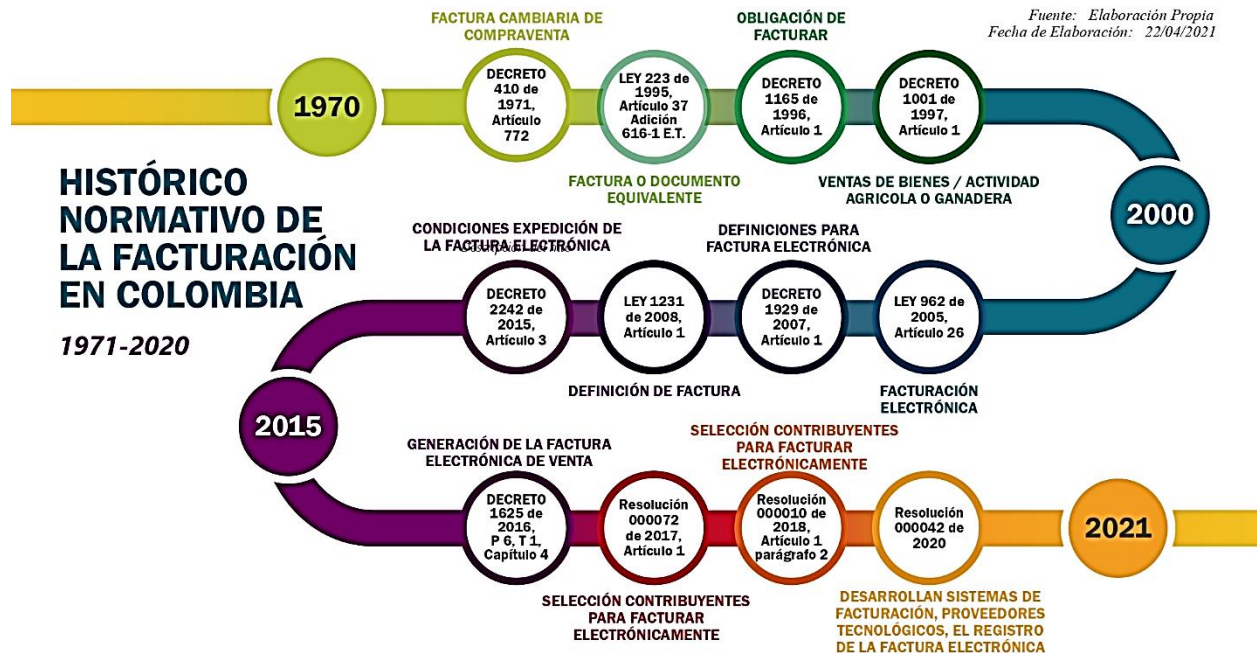 FACTURA CAMBIARIA DE
COMPRAVENTA
OBLIGACIÓN DE
FACTURAR
Fuente: Elaboración Propia
Fecha de Elaboración: 22/04/2021
1970
DECRETO
410 de
1971,
Artículo
772
LEY 223 de
1995,
Artículo 37
Adición
616-1 E.T.
DECRETO
1165 de
1996,
Artículo 1
DECRETO
1001 de
1997,
Artículo 1
FACTURA O DOCUMENTO
EQUIVALENTE
VENTAS DE BIENES / ACTIVIDAD
AGRICOLA O GANADERA
HISTÓRICO
NORMATIVO DE
LA FACTURACIÓN
EN COLOMBIA
1971-2020
2000
CONDICIONES EXPEDICIÓN DE
LA FACTURA ELECTRÓNICA
DEFINICIONES PARA
FACTURA ELECTRÓNICA
DECRETO
2242 de
2015,
Artículo 3
LEY 1231
de 2008,
Artículo 1
DECRETO
1929 de
2007,
Artículo 1
LEY 962 de
2005,
Artículo 26
DEFINICIÓN DE FACTURA
FACTURACIÓN
ELECTRÓNICA
2015
GENERACIÓN DE LA FACTURA
ELECTRÓNICA DE VENTA
SELECCIÓN CONTRIBUYENTES
PARA FACTURAR
ELECTRÓNICAMENTE
DECRETO
1625 de
2016,
P 6, T 1,
Capítulo 4
Resolución
000072
de 2017,
Artículo 1
Resolución
000010 de
2018,
Artículo 1
parágrafo 2
Resolución
000042 de
2020
2021
SELECCIÓN CONTRIBUYENTES
PARA FACTURAR
ELECTRÓNICAMENTE
DESARROLLAN SISTEMAS DE
FACTURACIÓN, PROVEEDORES
TECNOLÓGICOS, EL REGISTRO
DE LA FACTURA ELECTRÓNICA